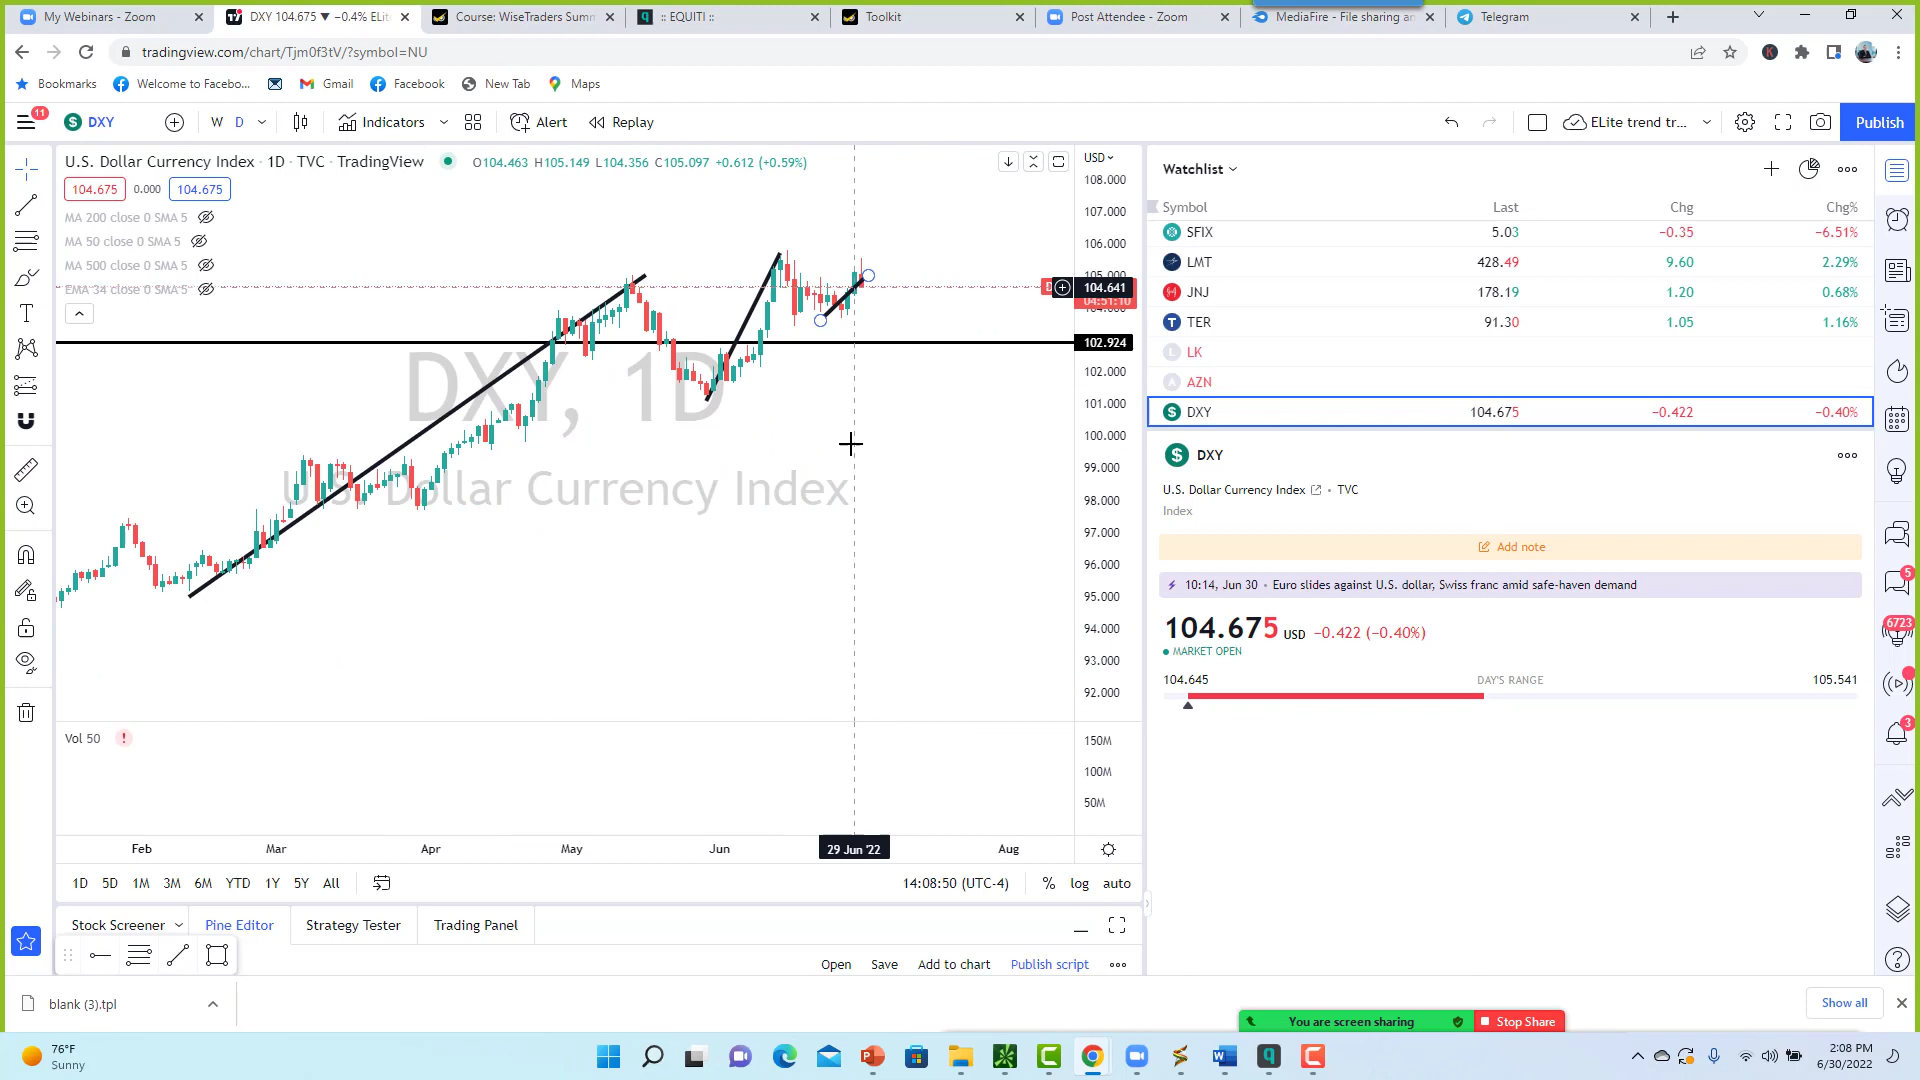 My Webinars - Zoom
DXY 104.675 ▼ −0.4% ELit
Course: WiseTraders Summ
:: EQUITI ::
Toolkit
Post Attendee - Zoom
MediaFire - File sharing an
Telegram
tradingview.com/chart/Tjm0f3tV/?symbol=NU
Bookmarks
Welcome to Facebo...
Gmail
Facebook
New Tab
Maps
11
DXY
W D
Indicators
Alert
Replay
ELite trend tr...
Publish
U.S. Dollar Currency Index · 1D · TVC · TradingView
O104.463 H105.149 L104.356 C105.097 +0.612 (+0.59%)
USD
104.675 0.000 104.675
MA 200 close 0 SMA 5
MA 50 close 0 SMA 5
MA 500 close 0 SMA 5
EMA 34 close 0 SMA 5
DXY, 1D
U.S. Dollar Currency Index
108.000
107.000
106.000
105.000
104.641
04:51:10
104.000
102.924
102.000
101.000
100.000
99.000
98.000
97.000
96.000
95.000
94.000
93.000
92.000
Vol 50 !
150M
100M
50M
Feb Mar Apr May Jun 29 Jun '22 Aug
1D 5D 1M 3M 6M YTD 1Y 5Y All
14:08:50 (UTC-4) % log auto
Stock Screener Pine Editor Strategy Tester Trading Panel
Open Save Add to chart Publish script
Watchlist
Symbol Last Chg Chg%
SFIX 5.03 −0.35 −6.51%
LMT 428.49 9.60 2.29%
JNJ 178.19 1.20 0.68%
TER 91.30 1.05 1.16%
LK
AZN
DXY 104.675 −0.422 −0.40%
DXY
U.S. Dollar Currency Index • TVC
Index
Add note
10:14, Jun 30 • Euro slides against U.S. dollar, Swiss franc amid safe-haven demand
104.675 USD −0.422 (−0.40%)
MARKET OPEN
104.645 DAY'S RANGE 105.541
5
6723
3
blank (3).tpl
Show all
You are screen sharing
Stop Share
76°F
Sunny
2:08 PM
6/30/2022